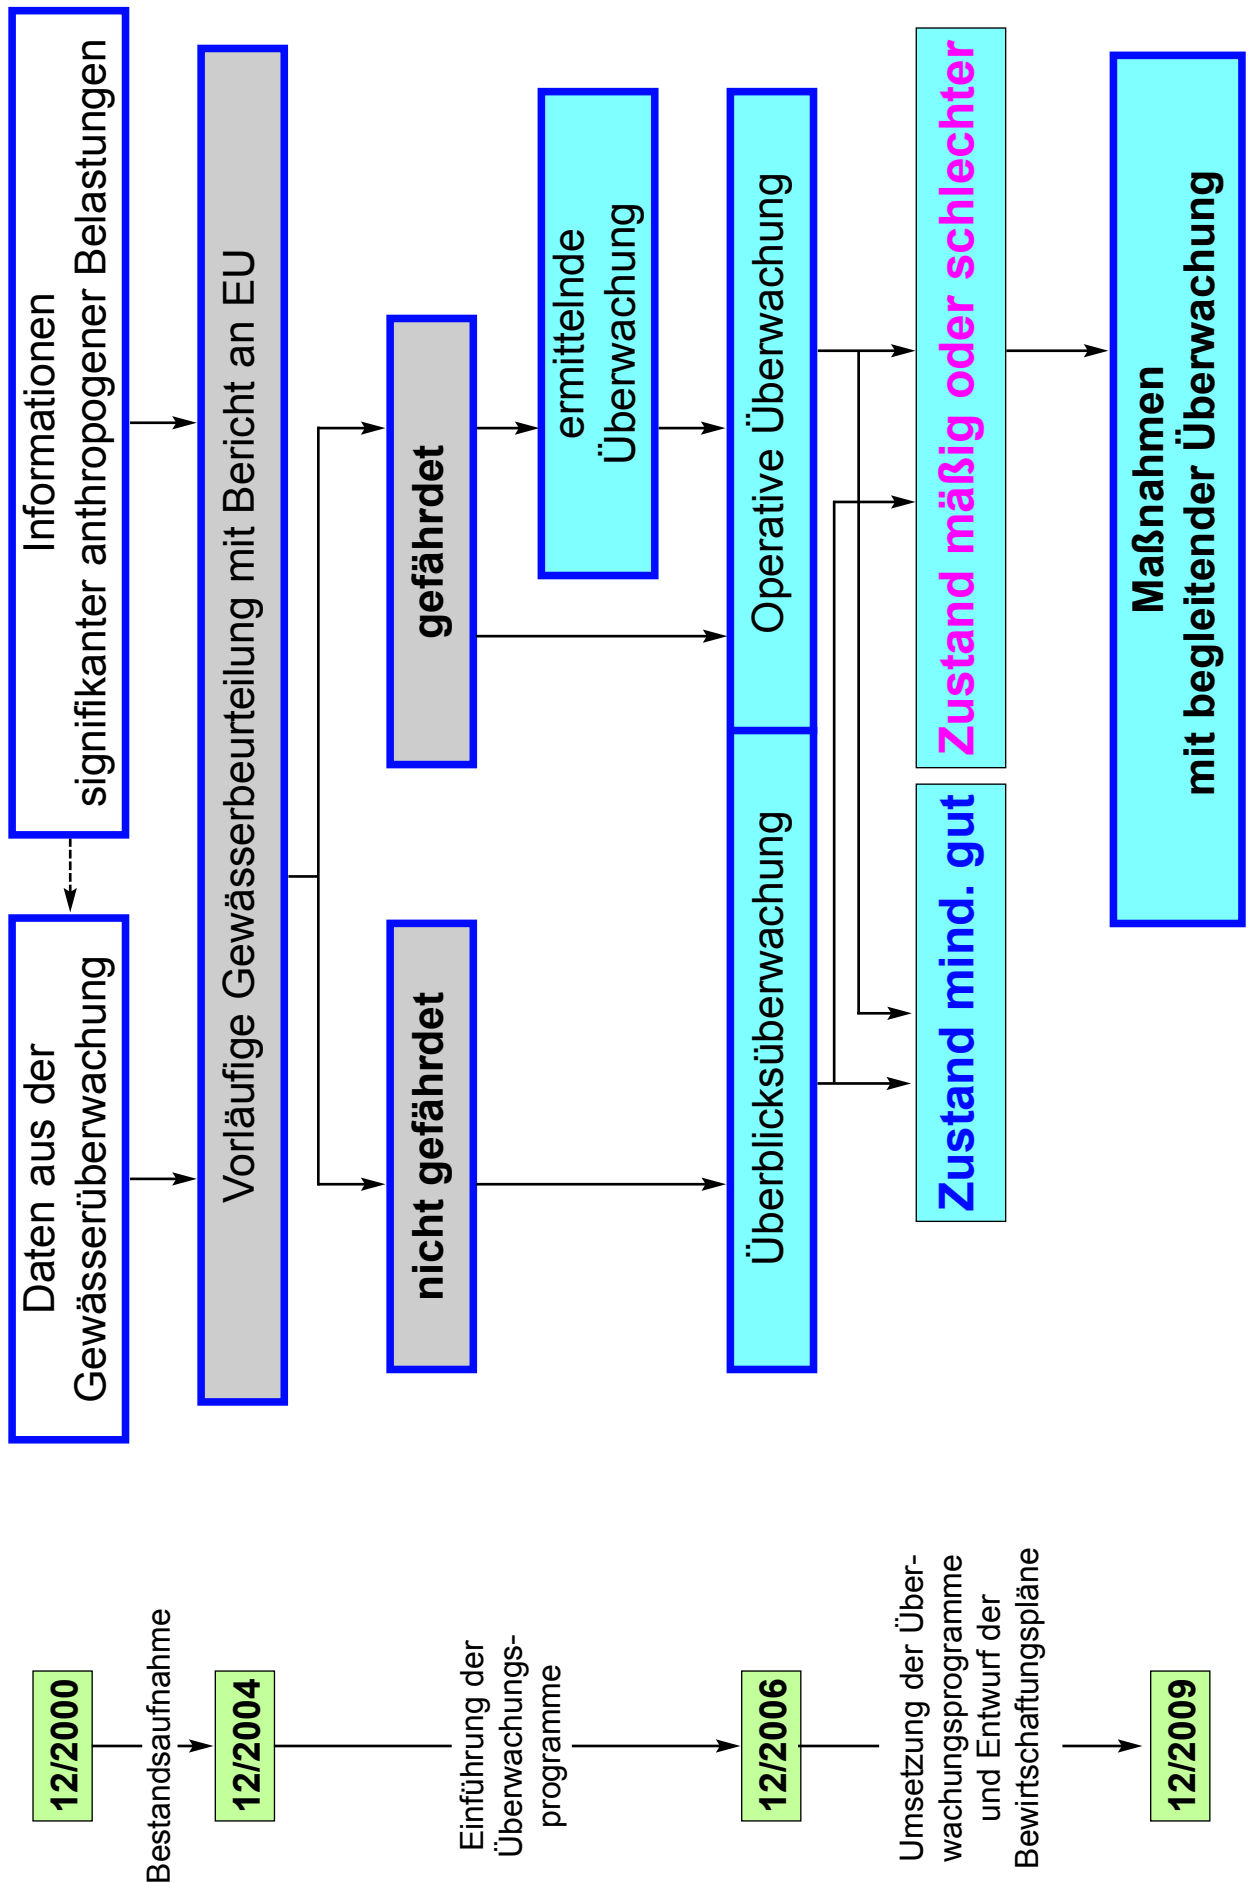 12/2000
Bestandsaufnahme
12/2004
Einführung der
Überwachungs-
programme
12/2006
Umsetzung der Über-
wachungsprogramme
und Entwurf der
Bewirtschaftungspläne
12/2009
Daten aus der
Gewässerüberwachung
Informationen
signifikanter anthropogener Belastungen
Vorläufige Gewässerbeurteilung mit Bericht an EU
nicht gefährdet
gefährdet
ermittelnde
Überwachung
Überblicksüberwachung
Operative Überwachung
Zustand mind. gut
Zustand mäßig oder schlechter
Maßnahmen
mit begleitender Überwachung